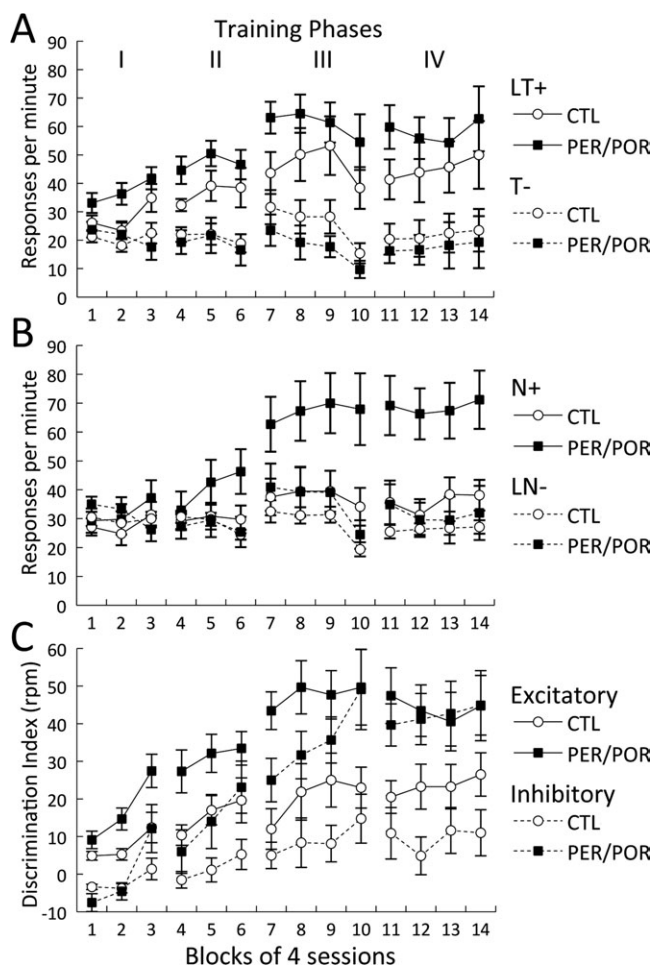 A
Training Phases
I II III IV
Responses per minute
90
80
70
60
50
40
30
20
10
0
1 2 3 4 5 6 7 8 9 10 11 12 13 14
LT+
CTL
PER/POR
T-
CTL
PER/POR
B
Responses per minute
90
80
70
60
50
40
30
20
10
0
1 2 3 4 5 6 7 8 9 10 11 12 13 14
N+
CTL
PER/POR
LN-
CTL
PER/POR
C
Discrimination Index (rpm)
60
50
40
30
20
10
0
-10
1 2 3 4 5 6 7 8 9 10 11 12 13 14
Blocks of 4 sessions
Excitatory
CTL
PER/POR
Inhibitory
CTL
PER/POR